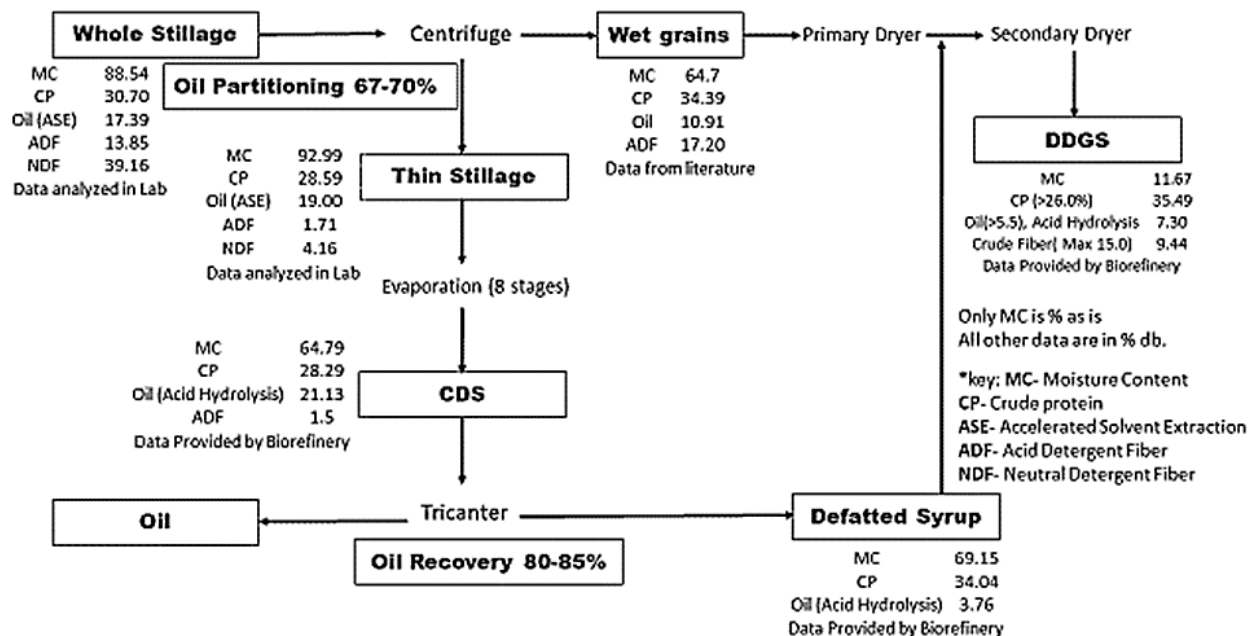 Whole Stillage
Centrifuge
Wet grains
Primary Dryer
Secondary Dryer
MC 88.54
CP 30.70
Oil (ASE) 17.39
ADF 13.85
NDF 39.16
Data analyzed in Lab
Oil Partitioning 67-70%
MC 64.7
CP 34.39
Oil 10.91
ADF 17.20
Data from literature
DDGS
MC 11.67
CP (>26.0%) 35.49
Oil(>5.5), Acid Hydrolysis 7.30
Crude Fiber( Max 15.0) 9.44
Data Provided by Biorefinery
MC 92.99
CP 28.59
Oil (ASE) 19.00
ADF 1.71
NDF 4.16
Data analyzed in Lab
Thin Stillage
Evaporation (8 stages)
Only MC is % as is
All other data are in % db.
*key: MC- Moisture Content
CP- Crude protein
ASE- Accelerated Solvent Extraction
ADF- Acid Detergent Fiber
NDF- Neutral Detergent Fiber
MC 64.79
CP 28.29
Oil (Acid Hydrolysis) 21.13
ADF 1.5
Data Provided by Biorefinery
CDS
Oil
Tricanter
Defatted Syrup
Oil Recovery 80-85%
MC 69.15
CP 34.04
Oil (Acid Hydrolysis) 3.76
Data Provided by Biorefinery